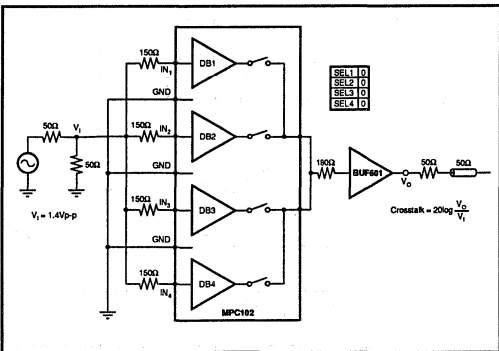 150Ω
IN1
DB1
GND
SEL1 0
SEL2 0
SEL3 0
SEL4 0
50Ω
VI
150Ω
IN2
DB2
50Ω
GND
180Ω
BUF601
VO
50Ω
50Ω
VI = 1.4Vp-p
150Ω
IN3
DB3
Crosstalk = 20log VO
VI
GND
150Ω
IN4
DB4
MPC102